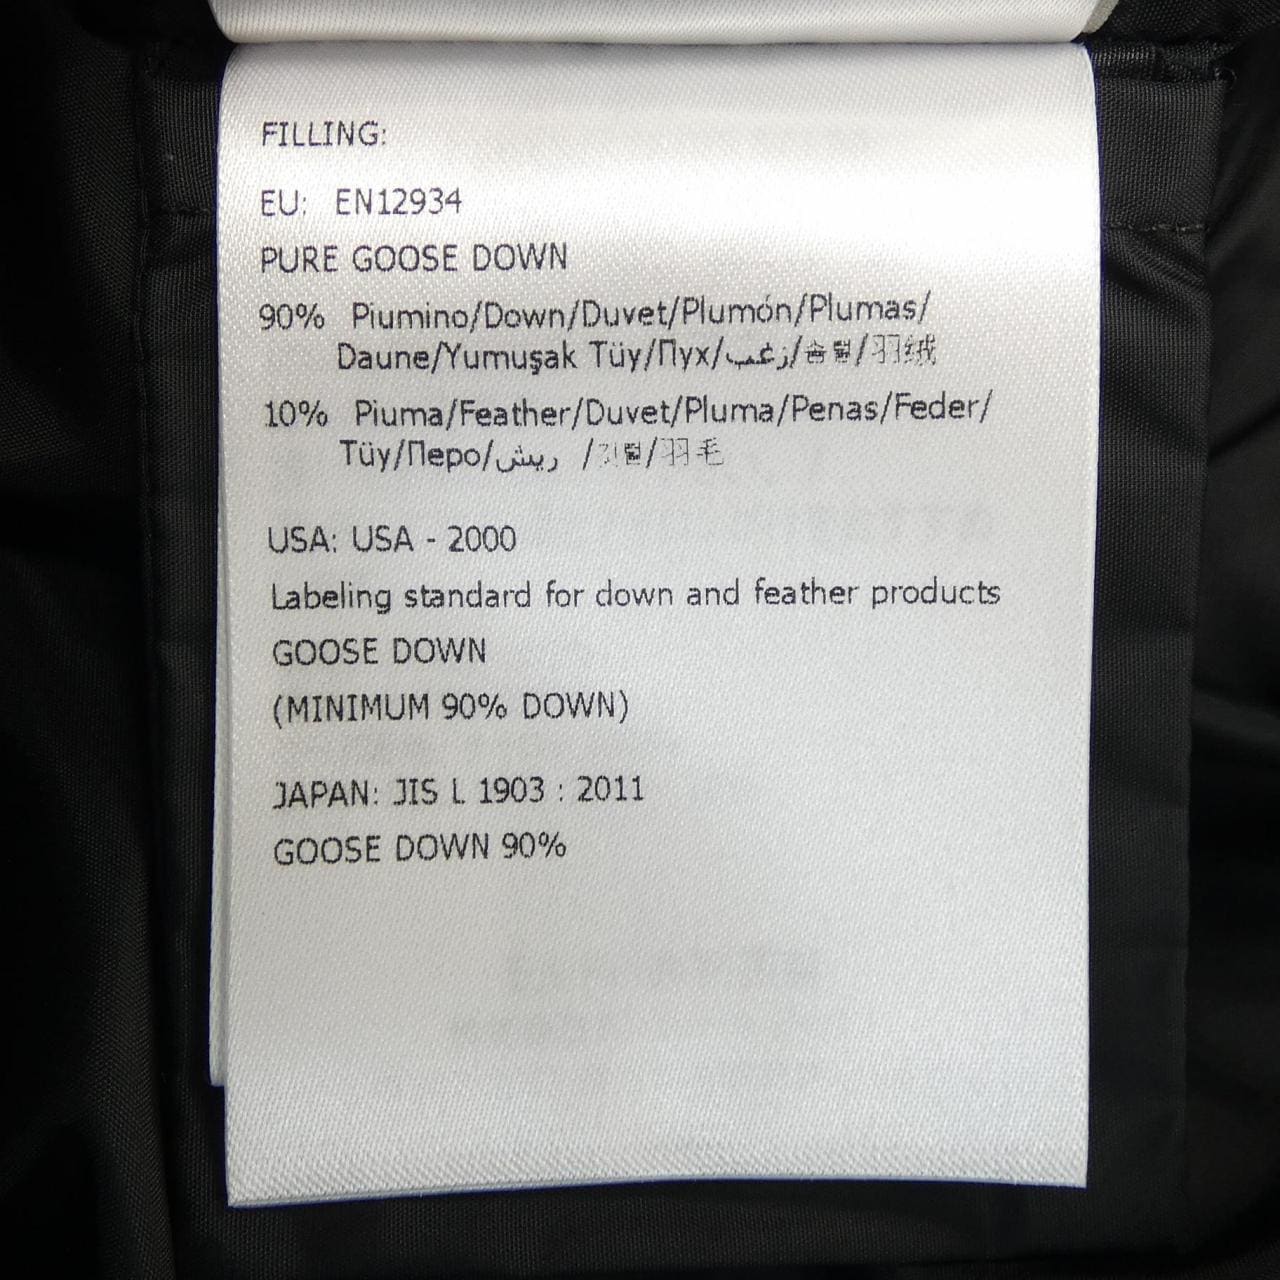 FILLING:
EU: EN12934
PURE GOOSE DOWN
90% Piumino/Down/Duvet/Plumón/Plumas/
Daune/Yumuşak Tüy/Пух/زغب/솜털/羽绒
10% Piuma/Feather/Duvet/Pluma/Penas/Feder/
Tüy/Перо/ريش /깃털/羽毛
USA: USA - 2000
Labeling standard for down and feather products
GOOSE DOWN
(MINIMUM 90% DOWN)
JAPAN: JIS L 1903 : 2011
GOOSE DOWN 90%